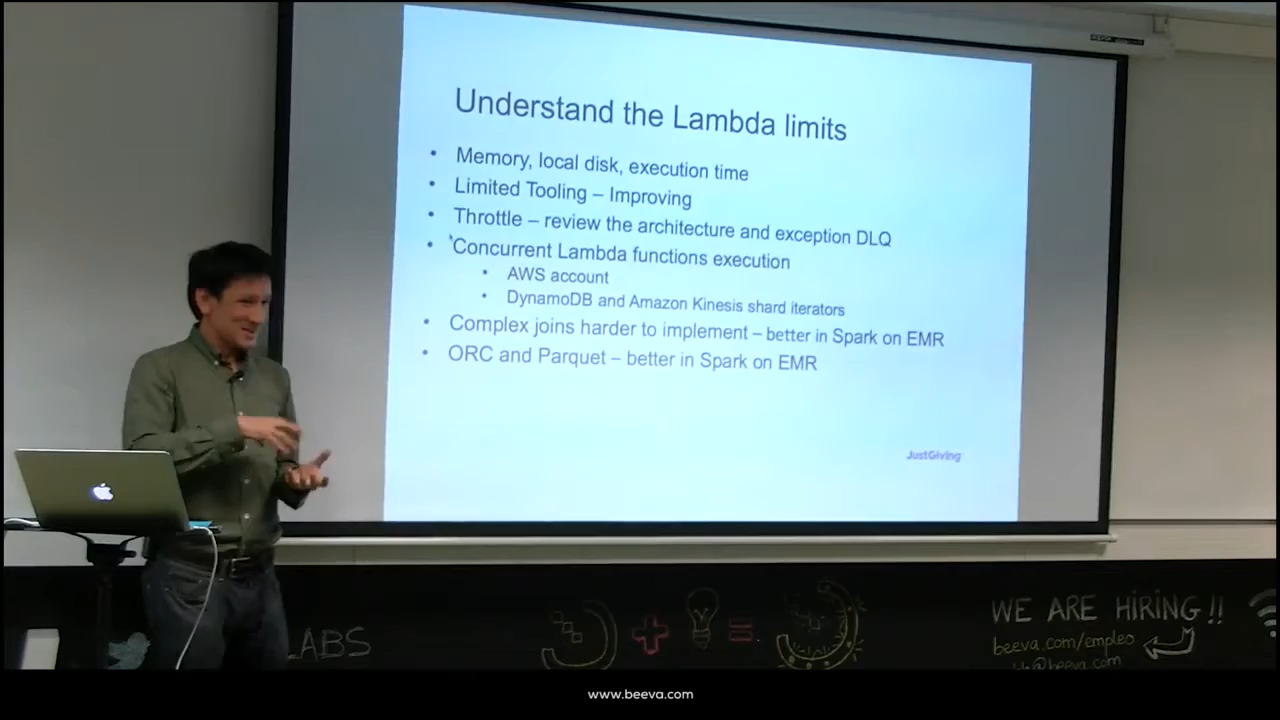 Understand the Lambda limits
• Memory, local disk, execution time
• Limited Tooling – Improving
• Throttle – review the architecture and exception DLQ
• Concurrent Lambda functions execution
• AWS account
• DynamoDB and Amazon Kinesis shard iterators
• Complex joins harder to implement – better in Spark on EMR
• ORC and Parquet – better in Spark on EMR
JustGiving
LABS
+
=
WE ARE HiRiNG!!
beeva.com/empleo
@beeva.com
www.beeva.com